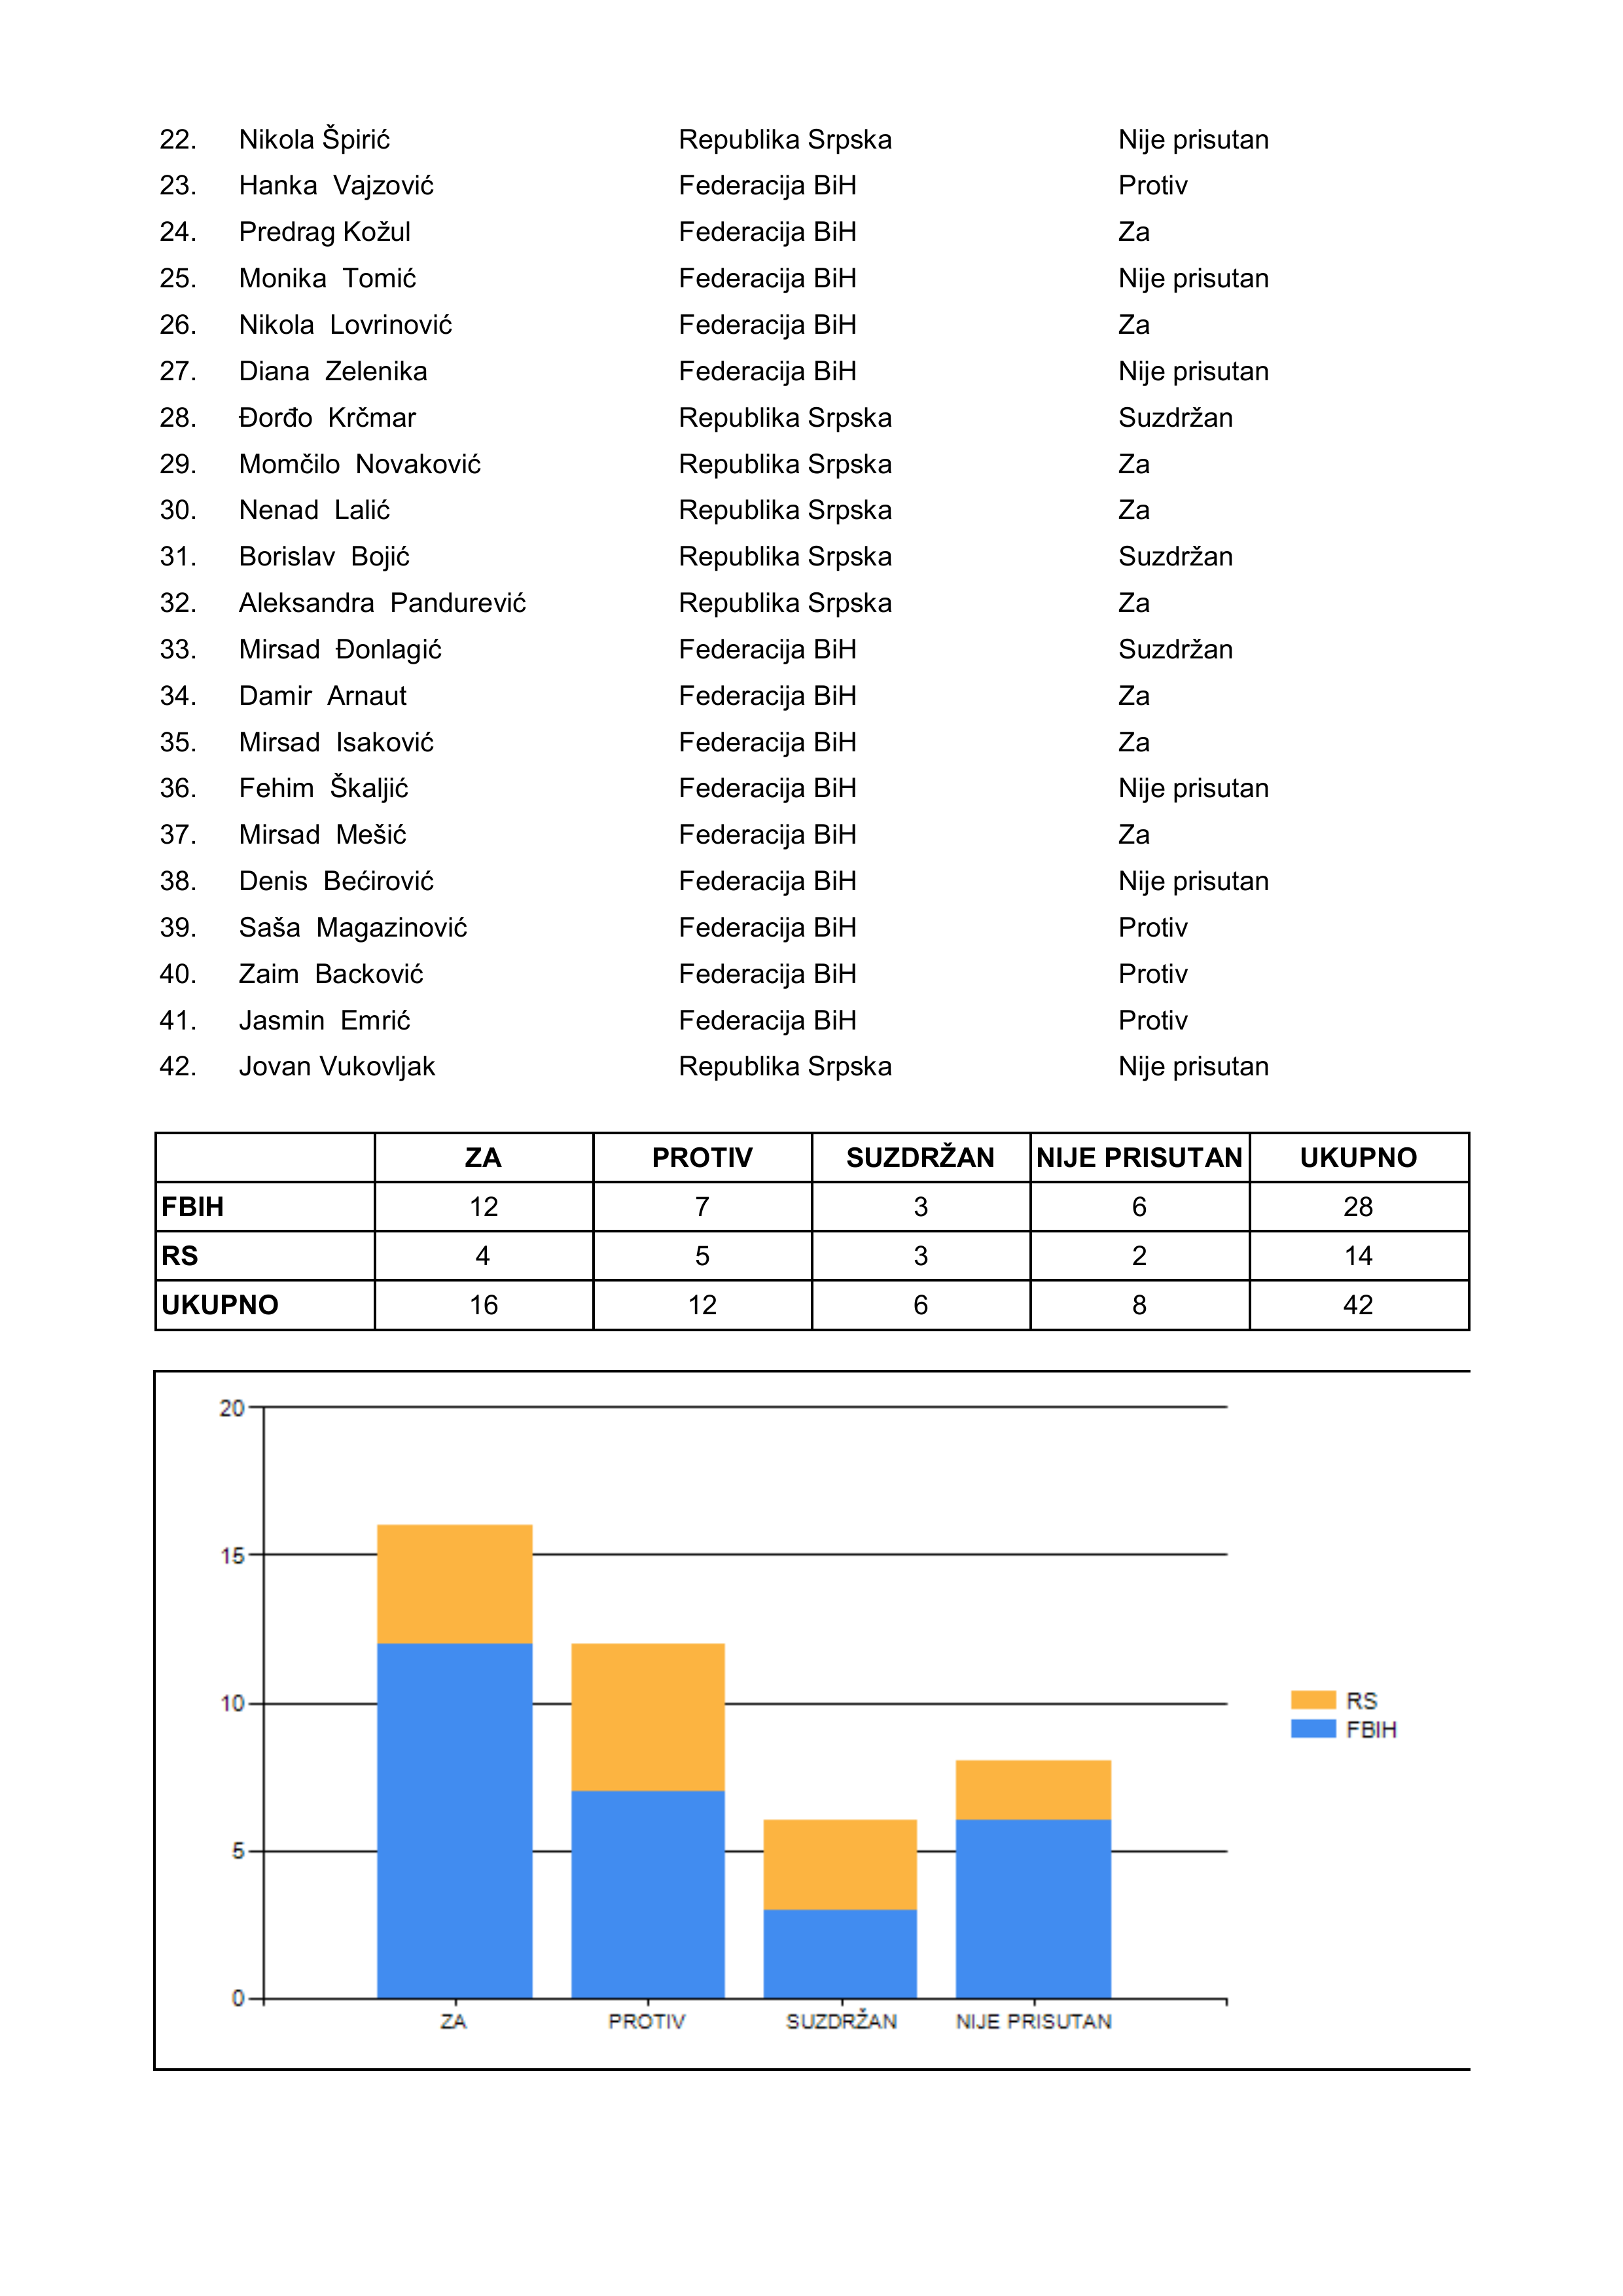 22. Nikola Špirić Republika Srpska Nije prisutan
23. Hanka Vajzović Federacija BiH Protiv
24. Predrag Kožul Federacija BiH Za
25. Monika Tomić Federacija BiH Nije prisutan
26. Nikola Lovrinović Federacija BiH Za
27. Diana Zelenika Federacija BiH Nije prisutan
28. Đorđo Krčmar Republika Srpska Suzdržan
29. Momčilo Novaković Republika Srpska Za
30. Nenad Lalić Republika Srpska Za
31. Borislav Bojić Republika Srpska Suzdržan
32. Aleksandra Pandurević Republika Srpska Za
33. Mirsad Đonlagić Federacija BiH Suzdržan
34. Damir Arnaut Federacija BiH Za
35. Mirsad Isaković Federacija BiH Za
36. Fehim Škaljić Federacija BiH Nije prisutan
37. Mirsad Mešić Federacija BiH Za
38. Denis Bećirović Federacija BiH Nije prisutan
39. Saša Magazinović Federacija BiH Protiv
40. Zaim Backović Federacija BiH Protiv
41. Jasmin Emrić Federacija BiH Protiv
42. Jovan Vukovljak Republika Srpska Nije prisutan
ZA PROTIV SUZDRŽAN NIJE PRISUTAN UKUPNO
FBIH 12 7 3 6 28
RS 4 5 3 2 14
UKUPNO 16 12 6 8 42
20
15
10
5
0
ZA PROTIV SUZDRŽAN NIJE PRISUTAN
RS
FBIH